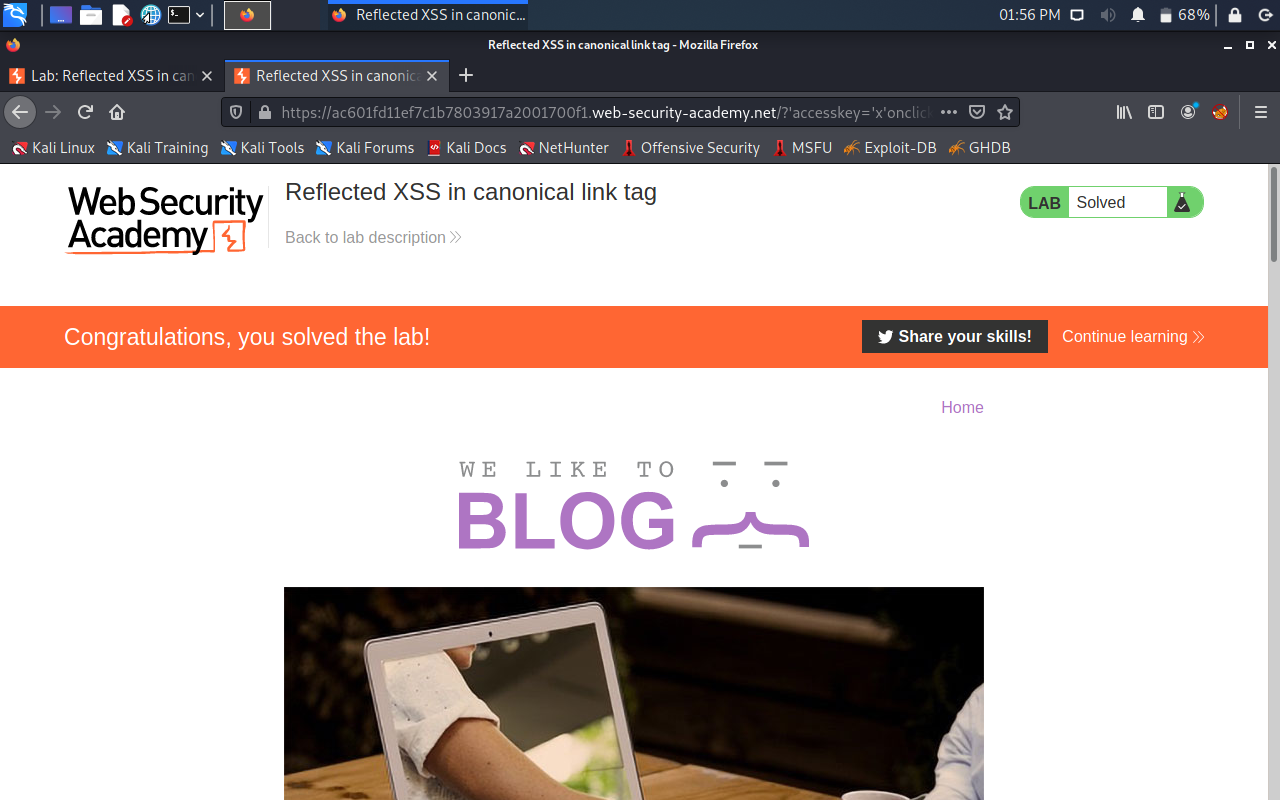 Reflected XSS in canonic...
01:56 PM
68%
Reflected XSS in canonical link tag - Mozilla Firefox
Lab: Reflected XSS in can
Reflected XSS in canonica
https://ac601fd11ef7c1b7803917a2001700f1.web-security-academy.net/?'accesskey='x'onclick
Kali Linux Kali Training Kali Tools Kali Forums Kali Docs NetHunter Offensive Security MSFU Exploit-DB GHDB
Web Security
Academy
Reflected XSS in canonical link tag
Back to lab description
LAB Solved
Congratulations, you solved the lab!
Share your skills!
Continue learning
Home
WE LIKE TO
BLOG